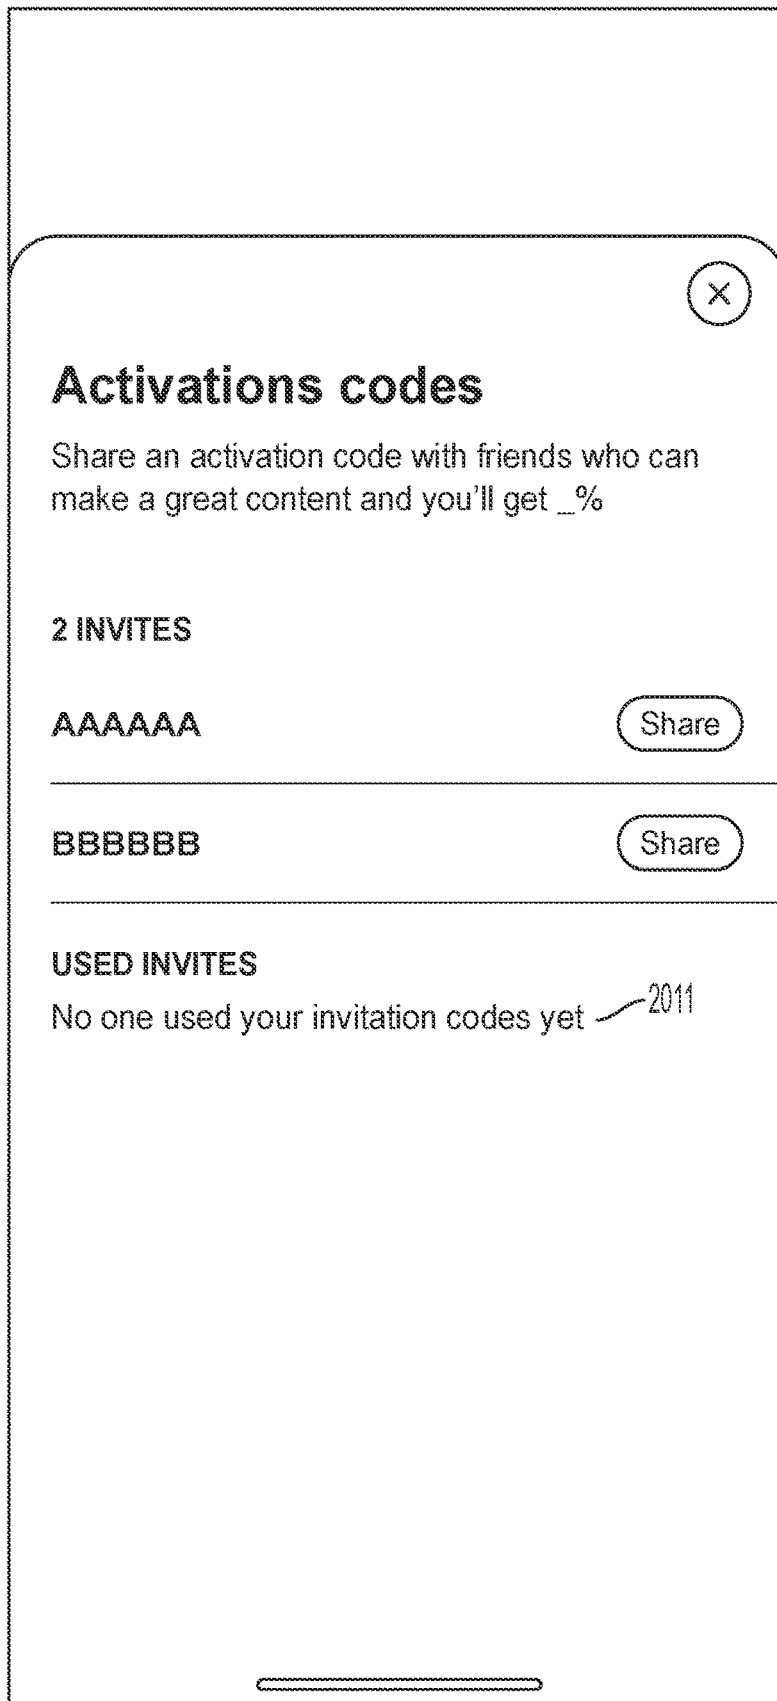 Activations codes
Share an activation code with friends who can
make a great content and you'll get _%
2 INVITES
AAAAAA Share
BBBBBB Share
USED INVITES
No one used your invitation codes yet 2011